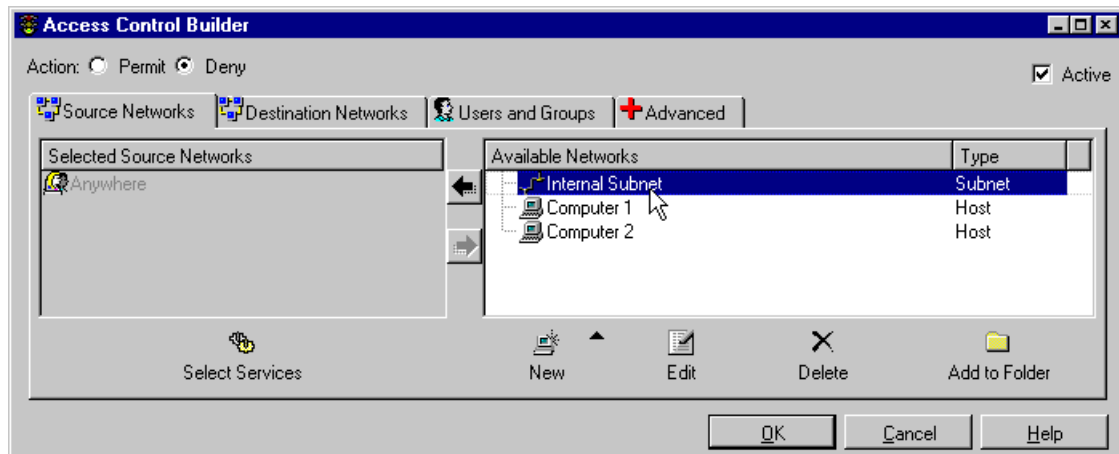 Access Control Builder
Action: Permit Deny
Active
Source Networks Destination Networks Users and Groups Advanced
Selected Source Networks
Anywhere
Available Networks Type
Internal Subnet Subnet
Computer 1 Host
Computer 2 Host
Select Services
New Edit Delete Add to Folder
OK Cancel Help